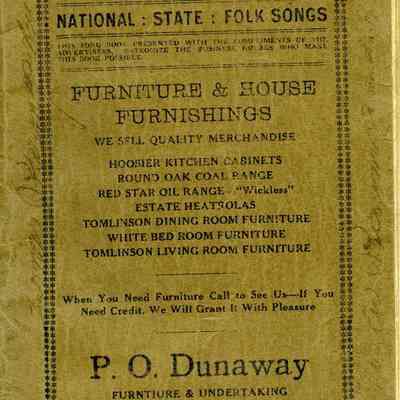 NATIONAL : STATE : FOLK SONGS
THIS SONG BOOK PRESENTED WITH THE COMPLIMENTS OF THE
ADVERTISERS. PATRONIZE THE BUSINESS HOUSES WHO MAKE
THIS BOOK POSSIBLE.
FURNITURE & HOUSE
FURNISHINGS
WE SELL QUALITY MERCHANDISE
HOOSIER KITCHEN CABINETS
ROUND OAK COAL RANGE
RED STAR OIL RANGE—"Wickless"
ESTATE HEATROLAS
TOMLINSON DINING ROOM FURNITURE
WHITE BED ROOM FURNITURE
TOMLINSON LIVING ROOM FURNITURE
When You Need Furniture Call to See Us—If You
Need Credit, We Will Grant It With Pleasure
P. O. Dunaway
FURNTIURE & UNDERTAKING